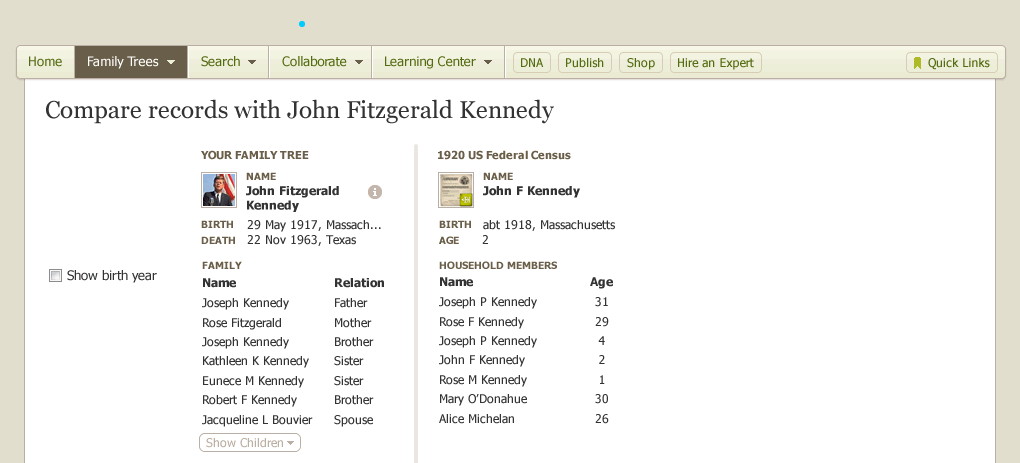 Home Family Trees Search Collaborate Learning Center DNA Publish Shop Hire an Expert Quick Links
Compare records with John Fitzgerald Kennedy
Show birth year
YOUR FAMILY TREE
NAME
John Fitzgerald
Kennedy
BIRTH 29 May 1917, Massach...
DEATH 22 Nov 1963, Texas
FAMILY
Name Relation
Joseph Kennedy Father
Rose Fitzgerald Mother
Joseph Kennedy Brother
Kathleen K Kennedy Sister
Eunece M Kennedy Sister
Robert F Kennedy Brother
Jacqueline L Bouvier Spouse
Show Children
1920 US Federal Census
NAME
John F Kennedy
BIRTH abt 1918, Massachusetts
AGE 2
HOUSEHOLD MEMBERS
Name Age
Joseph P Kennedy 31
Rose F Kennedy 29
Joseph P Kennedy 4
John F Kennedy 2
Rose M Kennedy 1
Mary O’Donahue 30
Alice Michelan 26